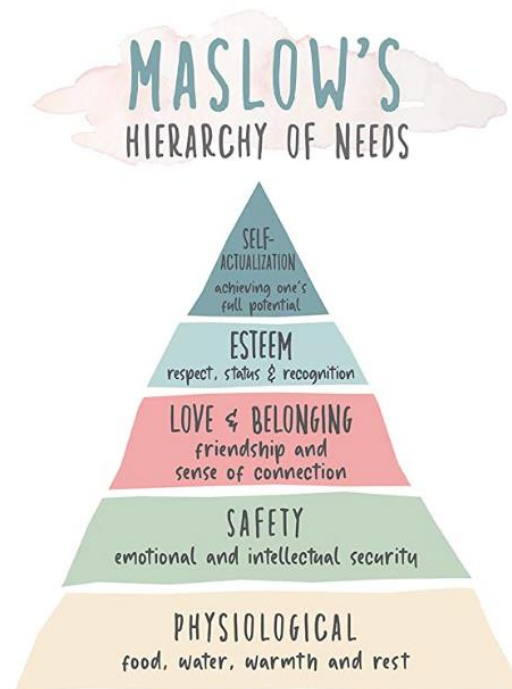 MASLOW'S
HIERARCHY OF NEEDS
SELF-
ACTUALIZATION
achieving one's
full potential
ESTEEM
respect, status & recognition
LOVE & BELONGING
friendship and
sense of connection
SAFETY
emotional and intellectual security
PHYSIOLOGICAL
food, water, warmth and rest